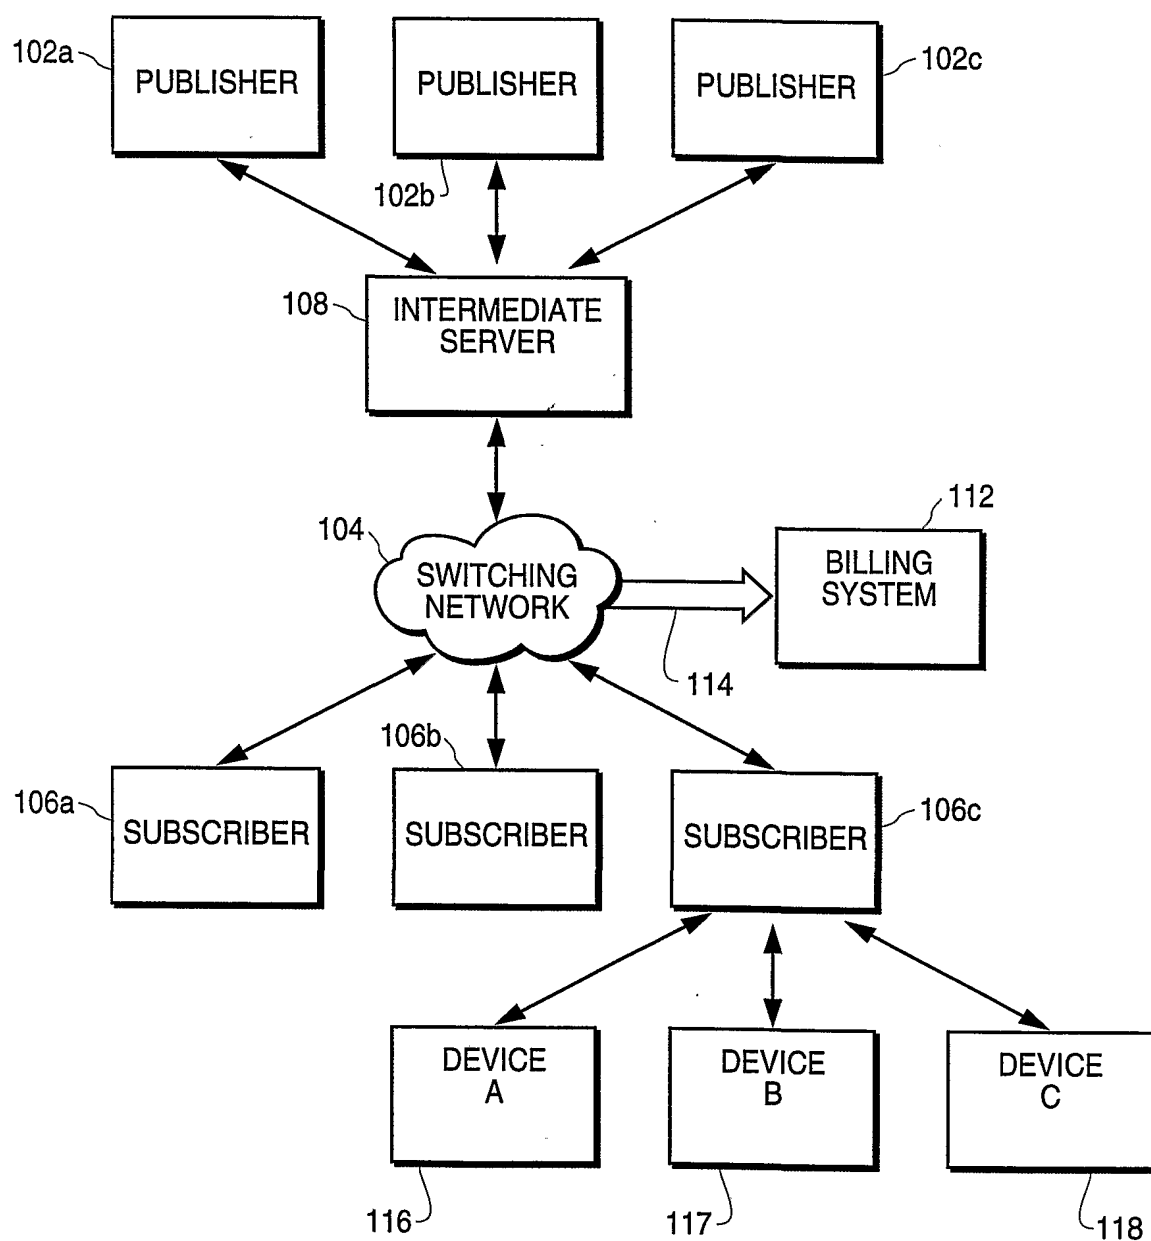 102a
PUBLISHER
PUBLISHER
PUBLISHER
102c
102b
108
INTERMEDIATE
SERVER
104
SWITCHING
NETWORK
112
BILLING
SYSTEM
114
106a
SUBSCRIBER
106b
SUBSCRIBER
SUBSCRIBER
106c
DEVICE
A
DEVICE
B
DEVICE
C
116
117
118